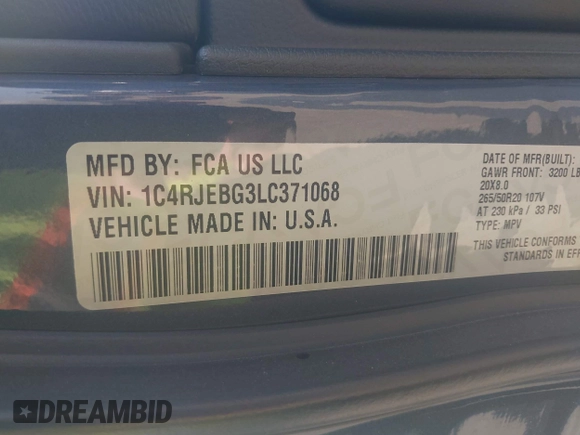 MFD BY: FCA US LLC
VIN: 1C4RJEBG3LC371068
VEHICLE MADE IN: U.S.A.
DATE OF MFR(BUILT):
GAWR FRONT: 3200 LB
20X8.0
265/50R20 107V
AT 230 kPa / 33 PSI
TYPE: MPV
THIS VEHICLE CONFORMS
STANDARDS IN EFF
DREAMBID